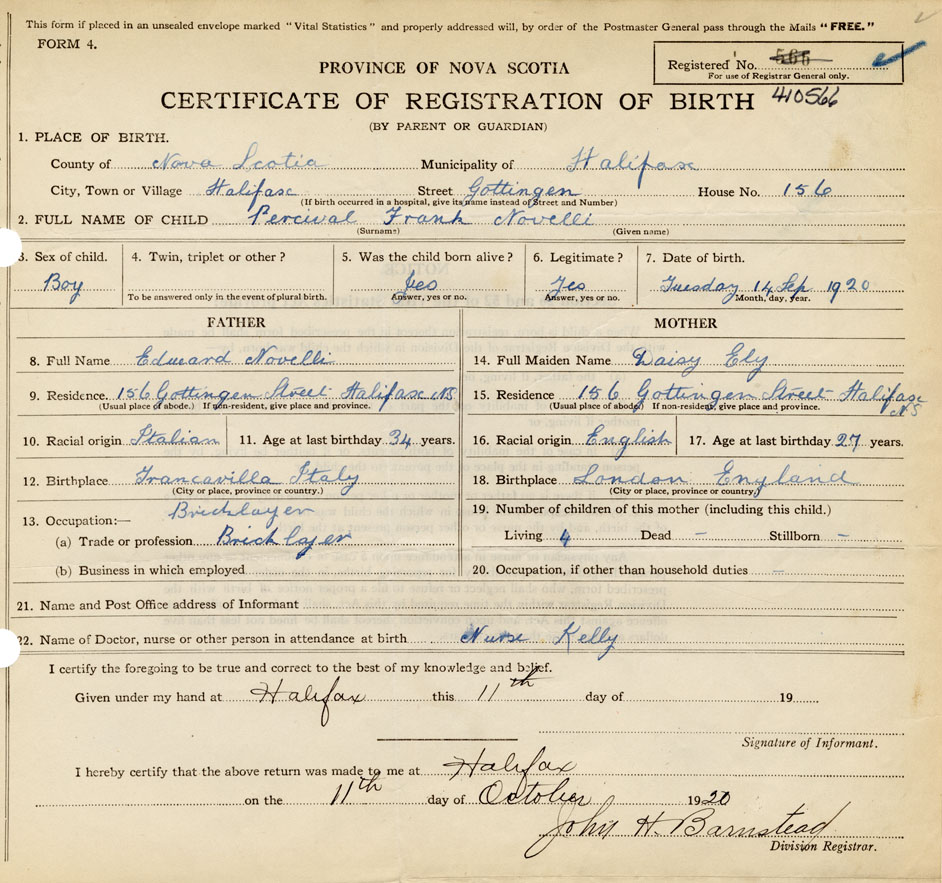 This form if placed in an unsealed envelope marked "Vital Statistics" and properly addressed will, by order of the Postmaster General pass through the Mails "FREE."
FORM 4.
Registered No. 566
For use of Registrar General only.
PROVINCE OF NOVA SCOTIA
CERTIFICATE OF REGISTRATION OF BIRTH 410566
(BY PARENT OR GUARDIAN)
1. PLACE OF BIRTH.
County of Nova Scotia Municipality of Halifax
City, Town or Village Halifax Street Gottingen House No. 156
(If birth occurred in a hospital, give its name instead of Street and Number)
2. FULL NAME OF CHILD Percival Frank Novelli
(Surname) (Given name)
3. Sex of child. 4. Twin, triplet or other? 5. Was the child born alive? 6. Legitimate? 7. Date of birth.
Boy Yes Yes Tuesday 14 Sep 1920
To be answered only in the event of plural birth. Answer, yes or no. Answer, yes or no. Month, day, year.
FATHER MOTHER
8. Full Name Edward Novelli 14. Full Maiden Name Daisy Ely
9. Residence. 156 Gottingen Street Halifax NS 15. Residence 156 Gottingen Street Halifax NS
(Usual place of abode.) If non-resident, give place and province. (Usual place of abode) If non-resident, give place and province.
10. Racial origin Italian 11. Age at last birthday 34 years. 16. Racial origin English 17. Age at last birthday 27 years.
12. Birthplace Francavilla Italy 18. Birthplace London England
(City or place, province or country.) (City or place, province or country)
Bricklayer
13. Occupation:— 19. Number of children of this mother (including this child.)
(a) Trade or profession Bricklayer Living 4 Dead – Stillborn –
(b) Business in which employed 20. Occupation, if other than household duties –
21. Name and Post Office address of Informant
22. Name of Doctor, nurse or other person in attendance at birth Nurse Kelly
I certify the foregoing to be true and correct to the best of my knowledge and belief.
Given under my hand at Halifax this 11th day of 19
Signature of Informant.
I hereby certify that the above return was made to me at Halifax
on the 11th day of October 1920
John H. Barnstead
Division Registrar.